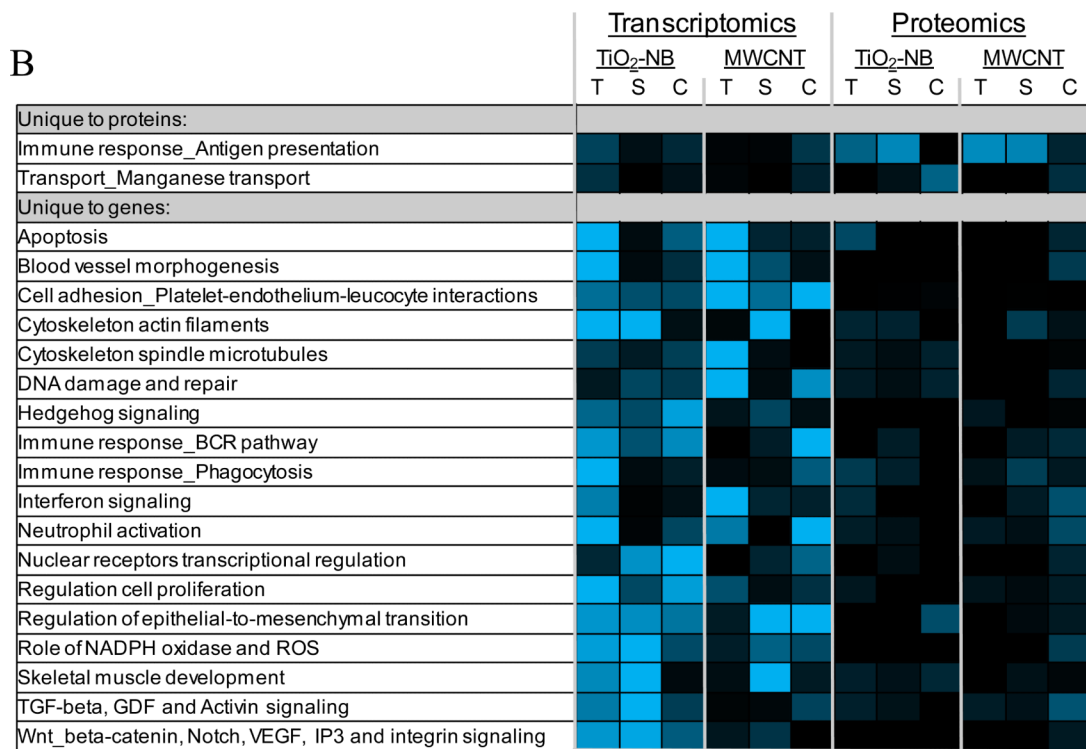 B
Transcriptomics Proteomics
TiO2-NB MWCNT TiO2-NB MWCNT
T S C T S C T S C T S C
Unique to proteins:
Immune response_Antigen presentation
Transport_Manganese transport
Unique to genes:
Apoptosis
Blood vessel morphogenesis
Cell adhesion_Platelet-endothelium-leucocyte interactions
Cytoskeleton actin filaments
Cytoskeleton spindle microtubules
DNA damage and repair
Hedgehog signaling
Immune response_BCR pathway
Immune response_Phagocytosis
Interferon signaling
Neutrophil activation
Nuclear receptors transcriptional regulation
Regulation cell proliferation
Regulation of epithelial-to-mesenchymal transition
Role of NADPH oxidase and ROS
Skeletal muscle development
TGF-beta, GDF and Activin signaling
Wnt_beta-catenin, Notch, VEGF, IP3 and integrin signaling